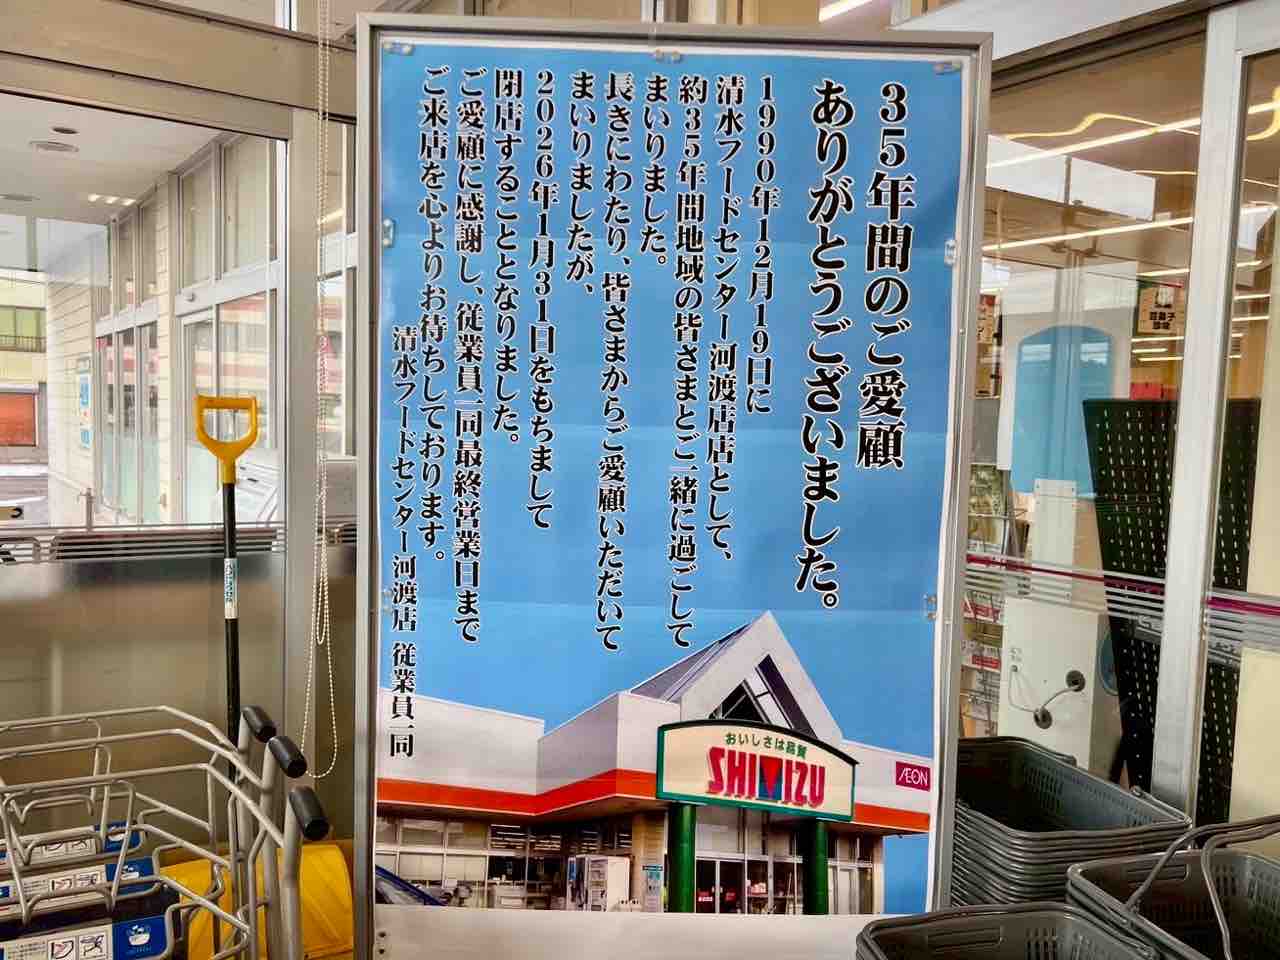 35年間のご愛顧
ありがとうございました。
1990年12月19日に
清水フードセンター河渡店店として、
約35年間地域の皆さまとご一緒に過ごして
まいりました。
長きにわたり、皆さまからご愛顧いただいて
まいりましたが、
2026年1月31日をもちまして
閉店することとなりました。
ご愛顧に感謝し、従業員一同最終営業日まで
ご来店を心よりお待ちしております。
清水フードセンター河渡店 従業員一同
おいしさは品質
SHIMIZU
ÆON